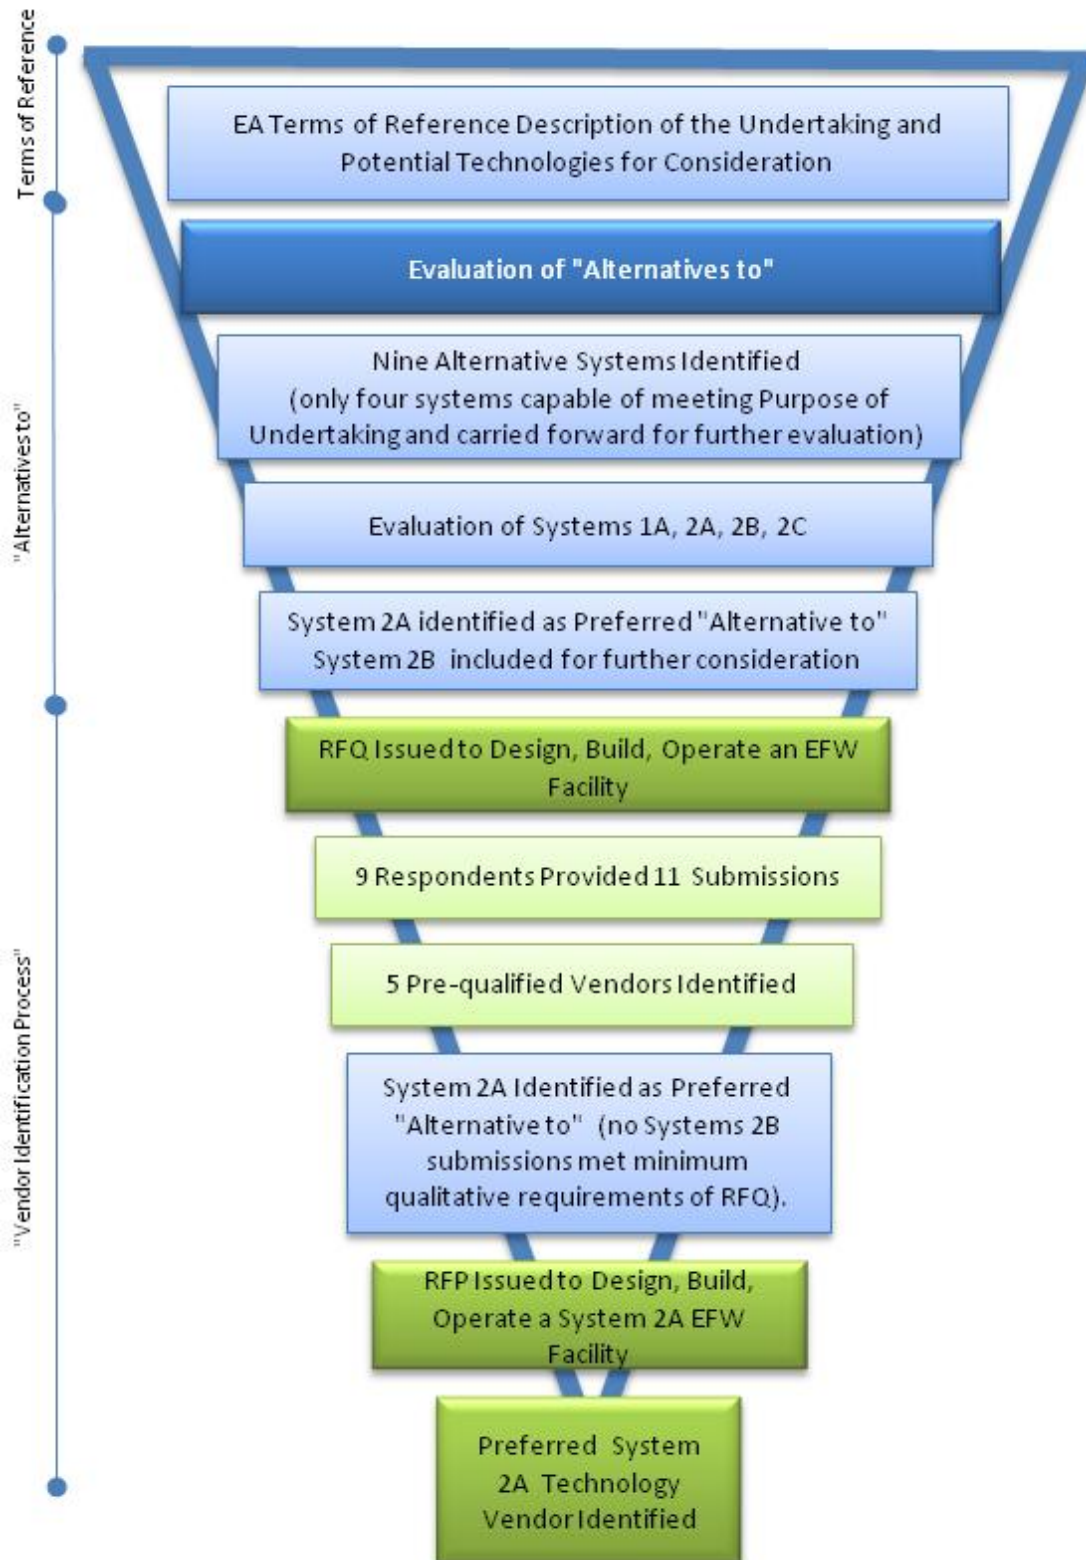 Terms of Reference
EA Terms of Reference Description of the Undertaking and
Potential Technologies for Consideration
"Alternatives to"
Evaluation of "Alternatives to"
Nine Alternative Systems Identified
(only four systems capable of meeting Purpose of
Undertaking and carried forward for further evaluation)
Evaluation of Systems 1A, 2A, 2B, 2C
System 2A identified as Preferred "Alternative to"
System 2B included for further consideration
"Vendor Identification Process"
RFQ Issued to Design, Build, Operate an EFW
Facility
9 Respondents Provided 11 Submissions
5 Pre-qualified Vendors Identified
System 2A Identified as Preferred
"Alternative to" (no Systems 2B
submissions met minimum
qualitative requirements of RFQ).
RFP Issued to Design, Build,
Operate a System 2A EFW
Facility
Preferred System
2A Technology
Vendor Identified